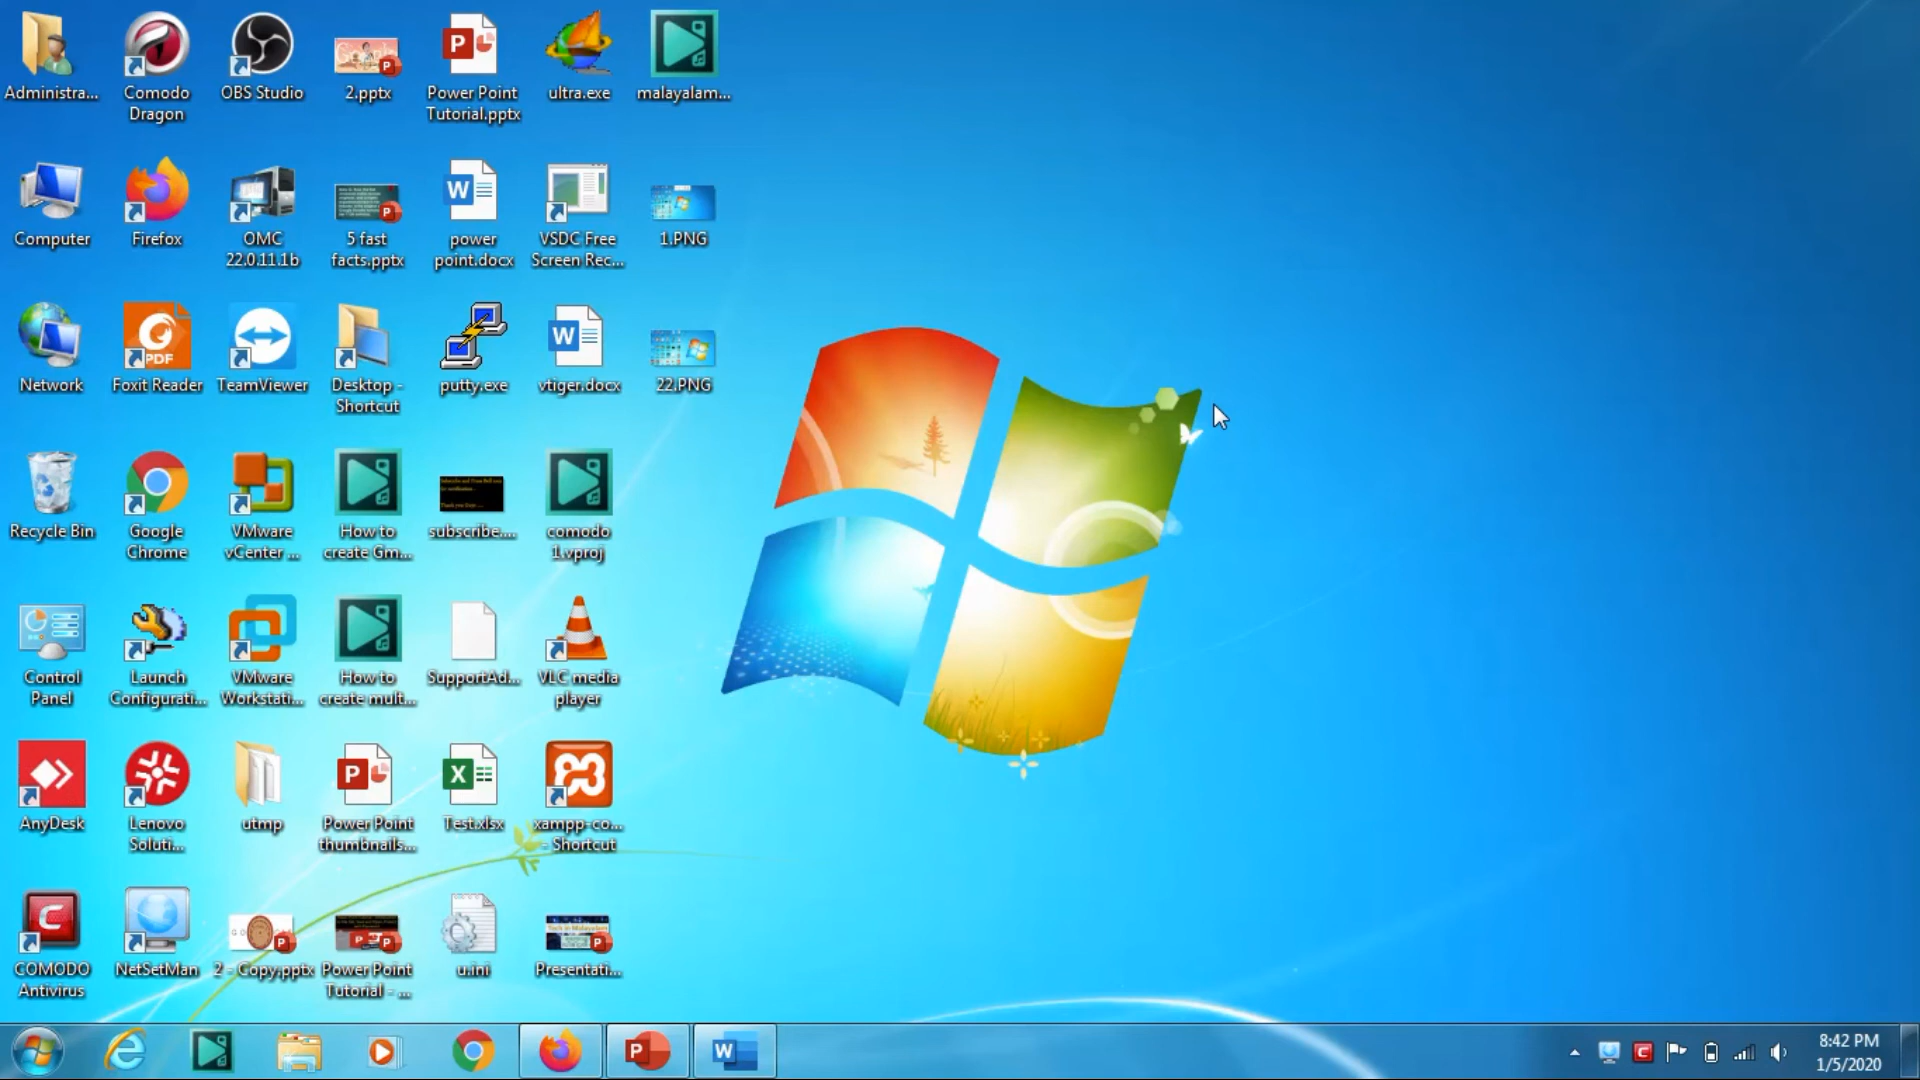 Administra...
Comodo
Dragon
OBS Studio
2.pptx
Power Point
Tutorial.pptx
ultra.exe
malayalam...
Computer
Firefox
OMC
22.0.11.1b
5 fast
facts.pptx
power
point.docx
VSDC Free
Screen Rec...
1.PNG
Network
PDF
Foxit Reader
TeamViewer
Desktop -
Shortcut
putty.exe
vtiger.docx
22.PNG
Recycle Bin
Google
Chrome
VMware
vCenter ...
How to
create Gm...
subscribe....
comodo
1.vproj
Control
Panel
Launch
Configurati...
VMware
Workstati...
How to
create mult...
SupportAd...
VLC media
player
AnyDesk
Lenovo
Soluti...
utmp
Power Point
thumbnails...
Test.xlsx
xampp-co...
- Shortcut
COMODO
Antivirus
NetSetMan
2 - Copy.pptx
Power Point
Tutorial - ...
u.ini
Presentati...
8:42 PM
1/5/2020